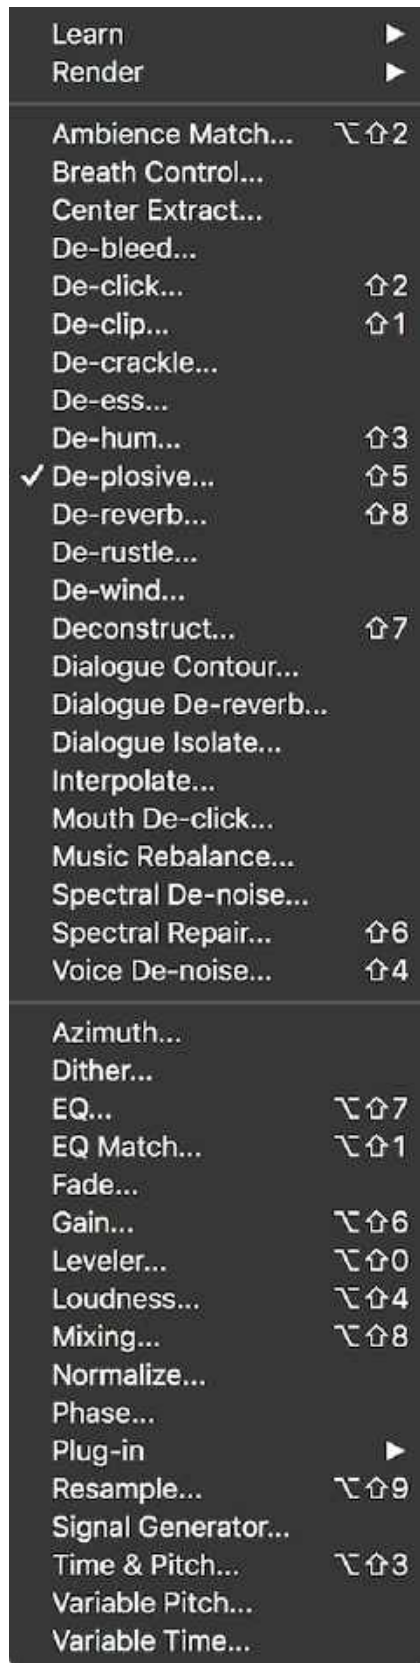 Learn ▶
Render ▶
Ambience Match... ⌥⇧2
Breath Control...
Center Extract...
De-bleed...
De-click... ⇧2
De-clip... ⇧1
De-crackle...
De-ess...
De-hum... ⇧3
✓ De-plosive... ⇧5
De-reverb... ⇧8
De-rustle...
De-wind...
Deconstruct... ⇧7
Dialogue Contour...
Dialogue De-reverb...
Dialogue Isolate...
Interpolate...
Mouth De-click...
Music Rebalance...
Spectral De-noise...
Spectral Repair... ⇧6
Voice De-noise... ⇧4
Azimuth...
Dither...
EQ... ⌥⇧7
EQ Match... ⌥⇧1
Fade...
Gain... ⌥⇧6
Leveler... ⌥⇧0
Loudness... ⌥⇧4
Mixing... ⌥⇧8
Normalize...
Phase...
Plug-in ▶
Resample... ⌥⇧9
Signal Generator...
Time & Pitch... ⌥⇧3
Variable Pitch...
Variable Time...